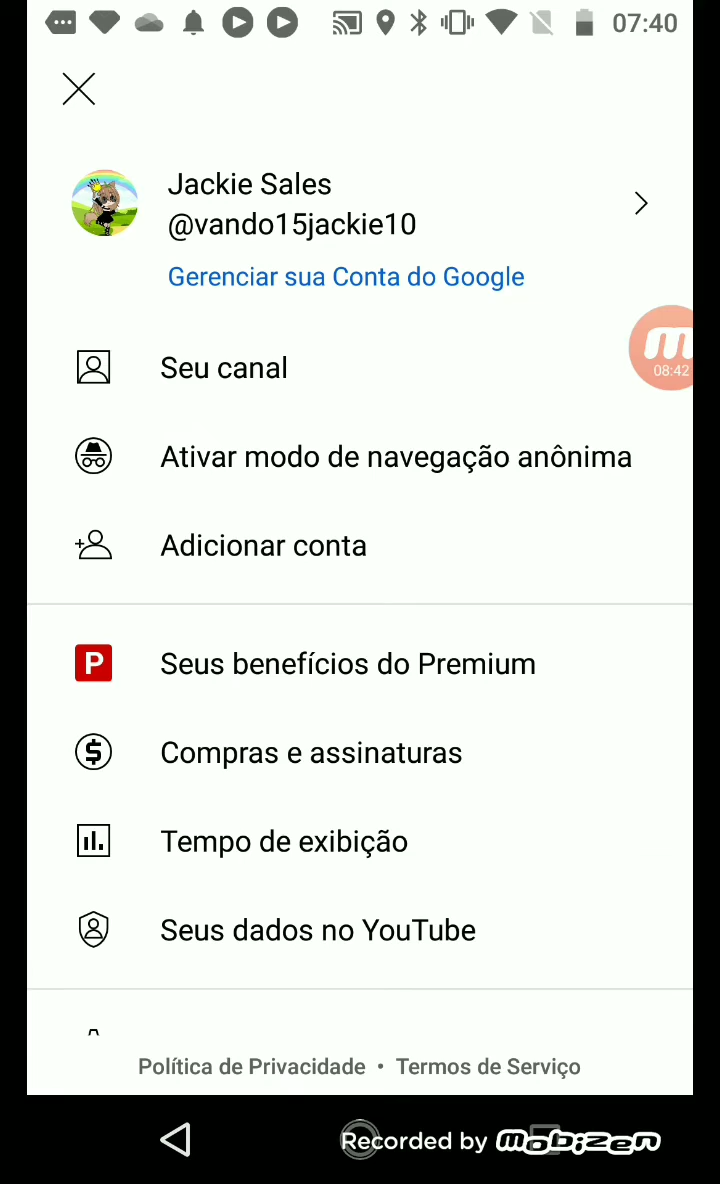 07:40
Jackie Sales
@vando15jackie10
Gerenciar sua Conta do Google
Seu canal
08:42
Ativar modo de navegação anônima
Adicionar conta
P
Seus benefícios do Premium
$
Compras e assinaturas
Tempo de exibição
Seus dados no YouTube
Política de Privacidade • Termos de Serviço
Recorded by mobizen